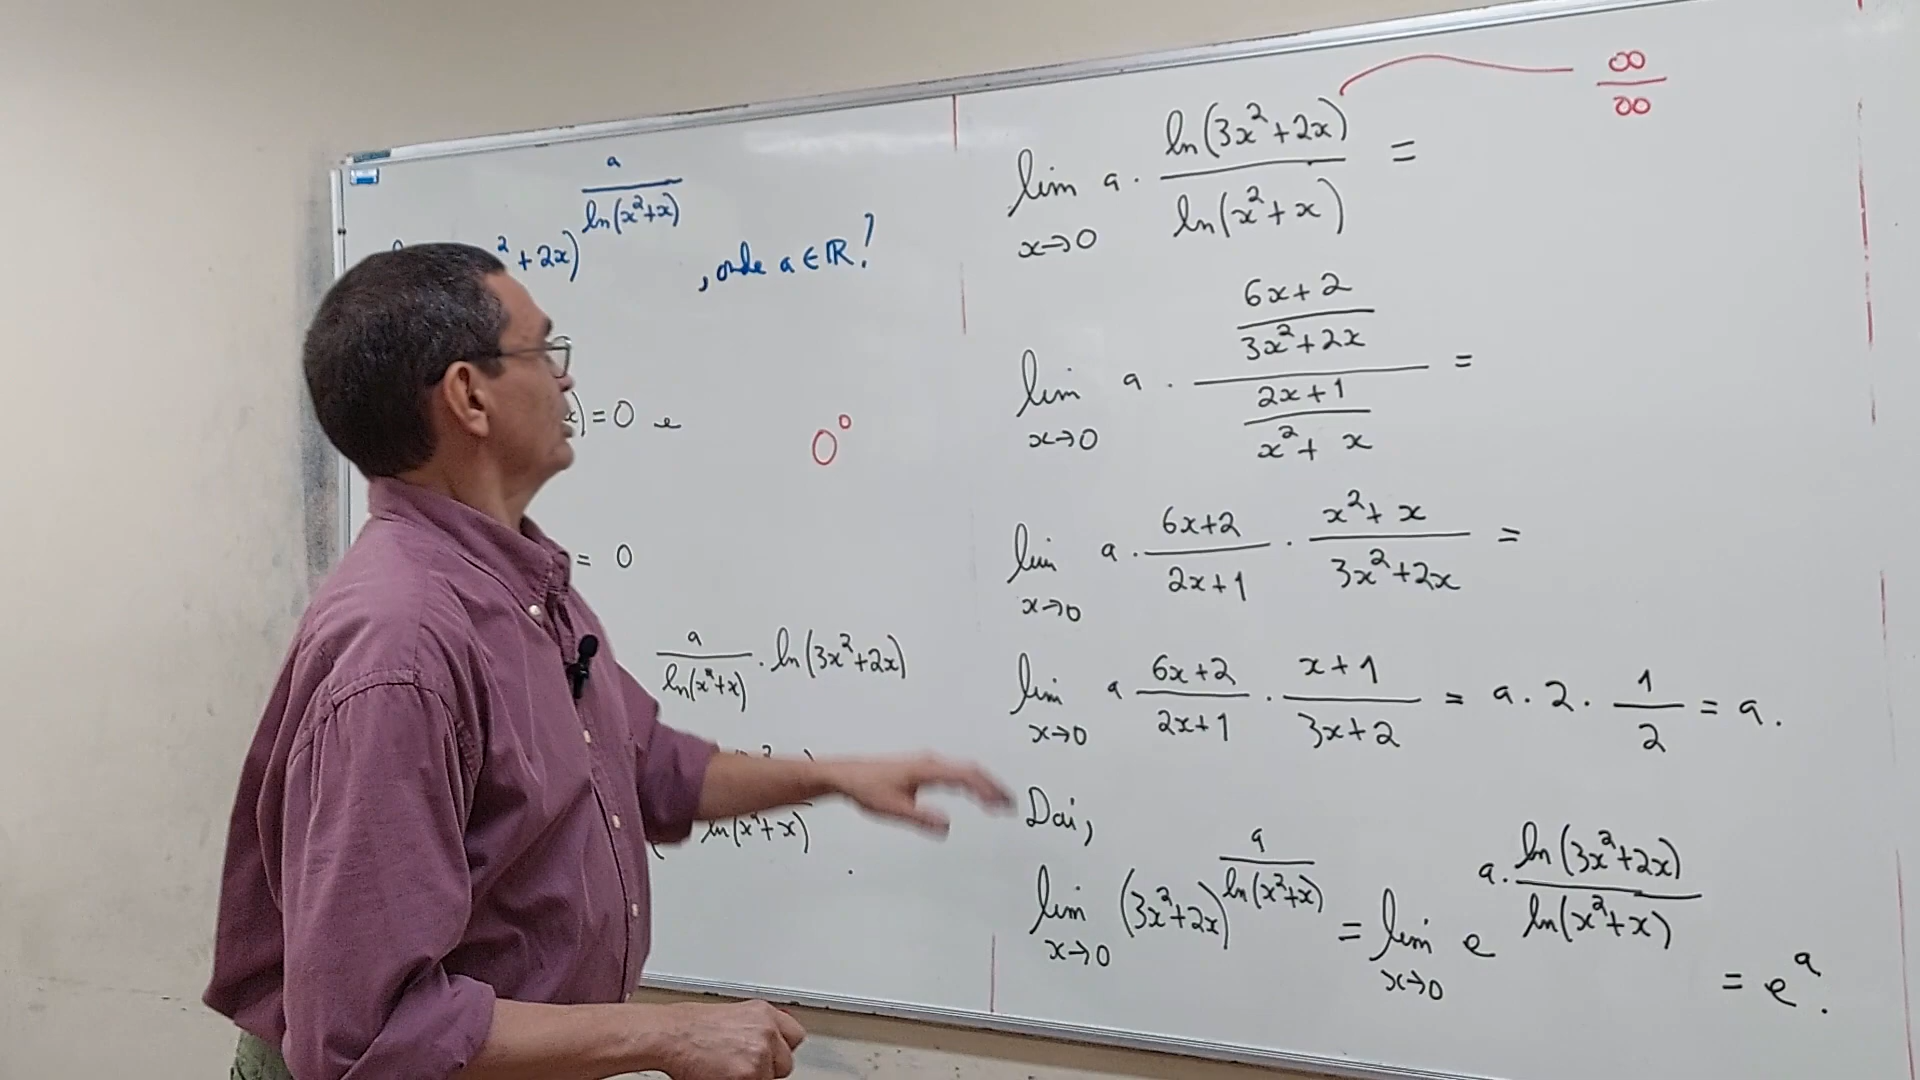 a
ln(x²+x)
² + 2x)
, onde a ∈ ℝ?
) = 0 e
0⁰
= 0
a/ln(x²+x) · ln(3x²+2x)
ln(x²+x)
.
∞/∞
lim x→0 a · ln(3x²+2x)/ln(x²+x) =
lim x→0 a · ((6x+2)/(3x²+2x))/((2x+1)/(x²+x)) =
lim x→0 a · (6x+2)/(2x+1) · (x²+x)/(3x²+2x) =
lim x→0 a (6x+2)/(2x+1) · (x+1)/(3x+2) = a · 2 · 1/2 = a.
Daí,
lim x→0 (3x²+2x)^(a/ln(x²+x)) = lim x→0 e^(a · ln(3x²+2x)/ln(x²+x)) = e^a.